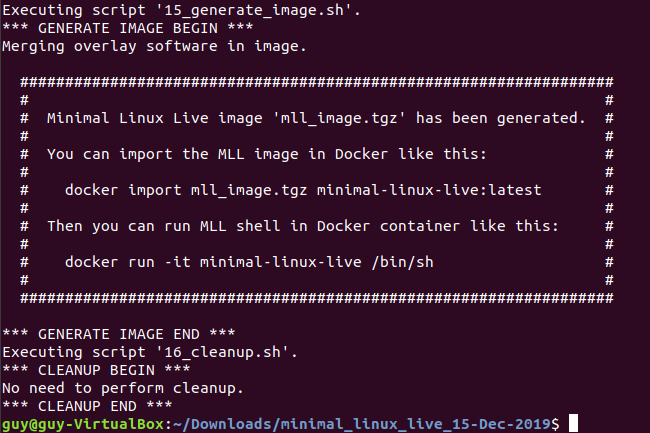 Executing script '15_generate_image.sh'.
*** GENERATE IMAGE BEGIN ***
Merging overlay software in image.

  ##################################################################
  #                                                                #
  #  Minimal Linux Live image 'mll_image.tgz' has been generated.  #
  #                                                                #
  #  You can import the MLL image in Docker like this:             #
  #                                                                #
  #    docker import mll_image.tgz minimal-linux-live:latest       #
  #                                                                #
  #  Then you can run MLL shell in Docker container like this:     #
  #                                                                #
  #    docker run -it minimal-linux-live /bin/sh                   #
  #                                                                #
  ##################################################################

*** GENERATE IMAGE END ***
Executing script '16_cleanup.sh'.
*** CLEANUP BEGIN ***
No need to perform cleanup.
*** CLEANUP END ***
guy@guy-VirtualBox:~/Downloads/minimal_linux_live_15-Dec-2019$